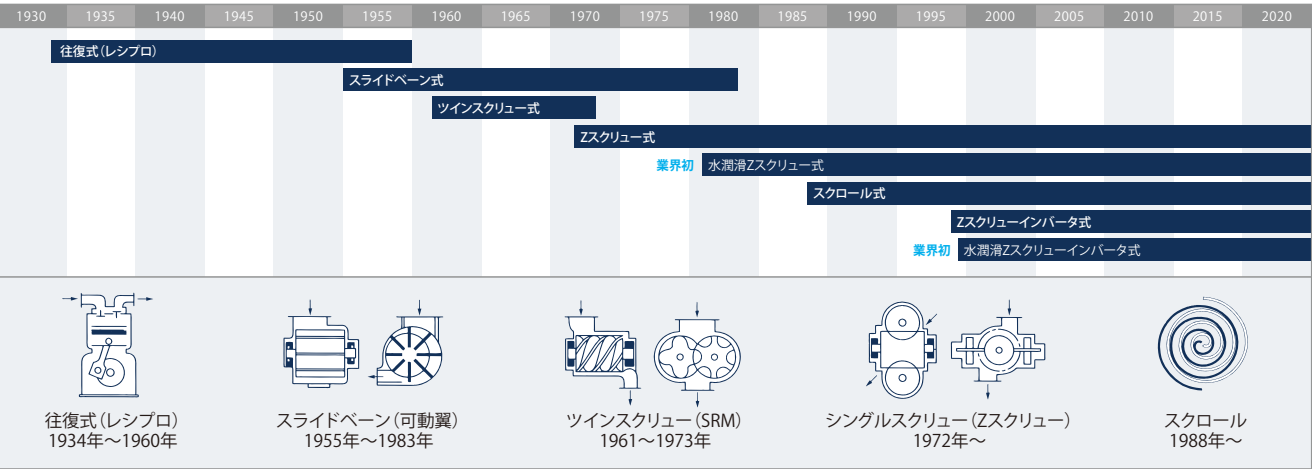 1930 1935 1940 1945 1950 1955 1960 1965 1970 1975 1980 1985 1990 1995 2000 2005 2010 2015 2020
往復式（レシプロ）
スライドベーン式
ツインスクリュー式
Zスクリュー式
業界初 水潤滑Zスクリュー式
スクロール式
Zスクリューインバータ式
業界初 水潤滑Zスクリューインバータ式
往復式（レシプロ）
1934年～1960年
スライドベーン（可動翼）
1955年～1983年
ツインスクリュー（SRM）
1961～1973年
シングルスクリュー（Zスクリュー）
1972年～
スクロール
1988年～